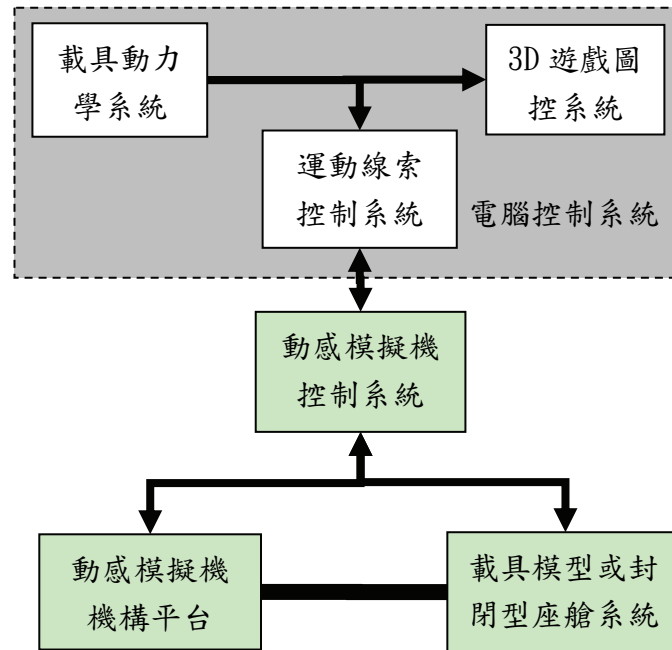 載具動力
學系統
3D 遊戲圖
控系統
運動線索
控制系統
電腦控制系統
動感模擬機
控制系統
動感模擬機
機構平台
載具模型或封
閉型座艙系統